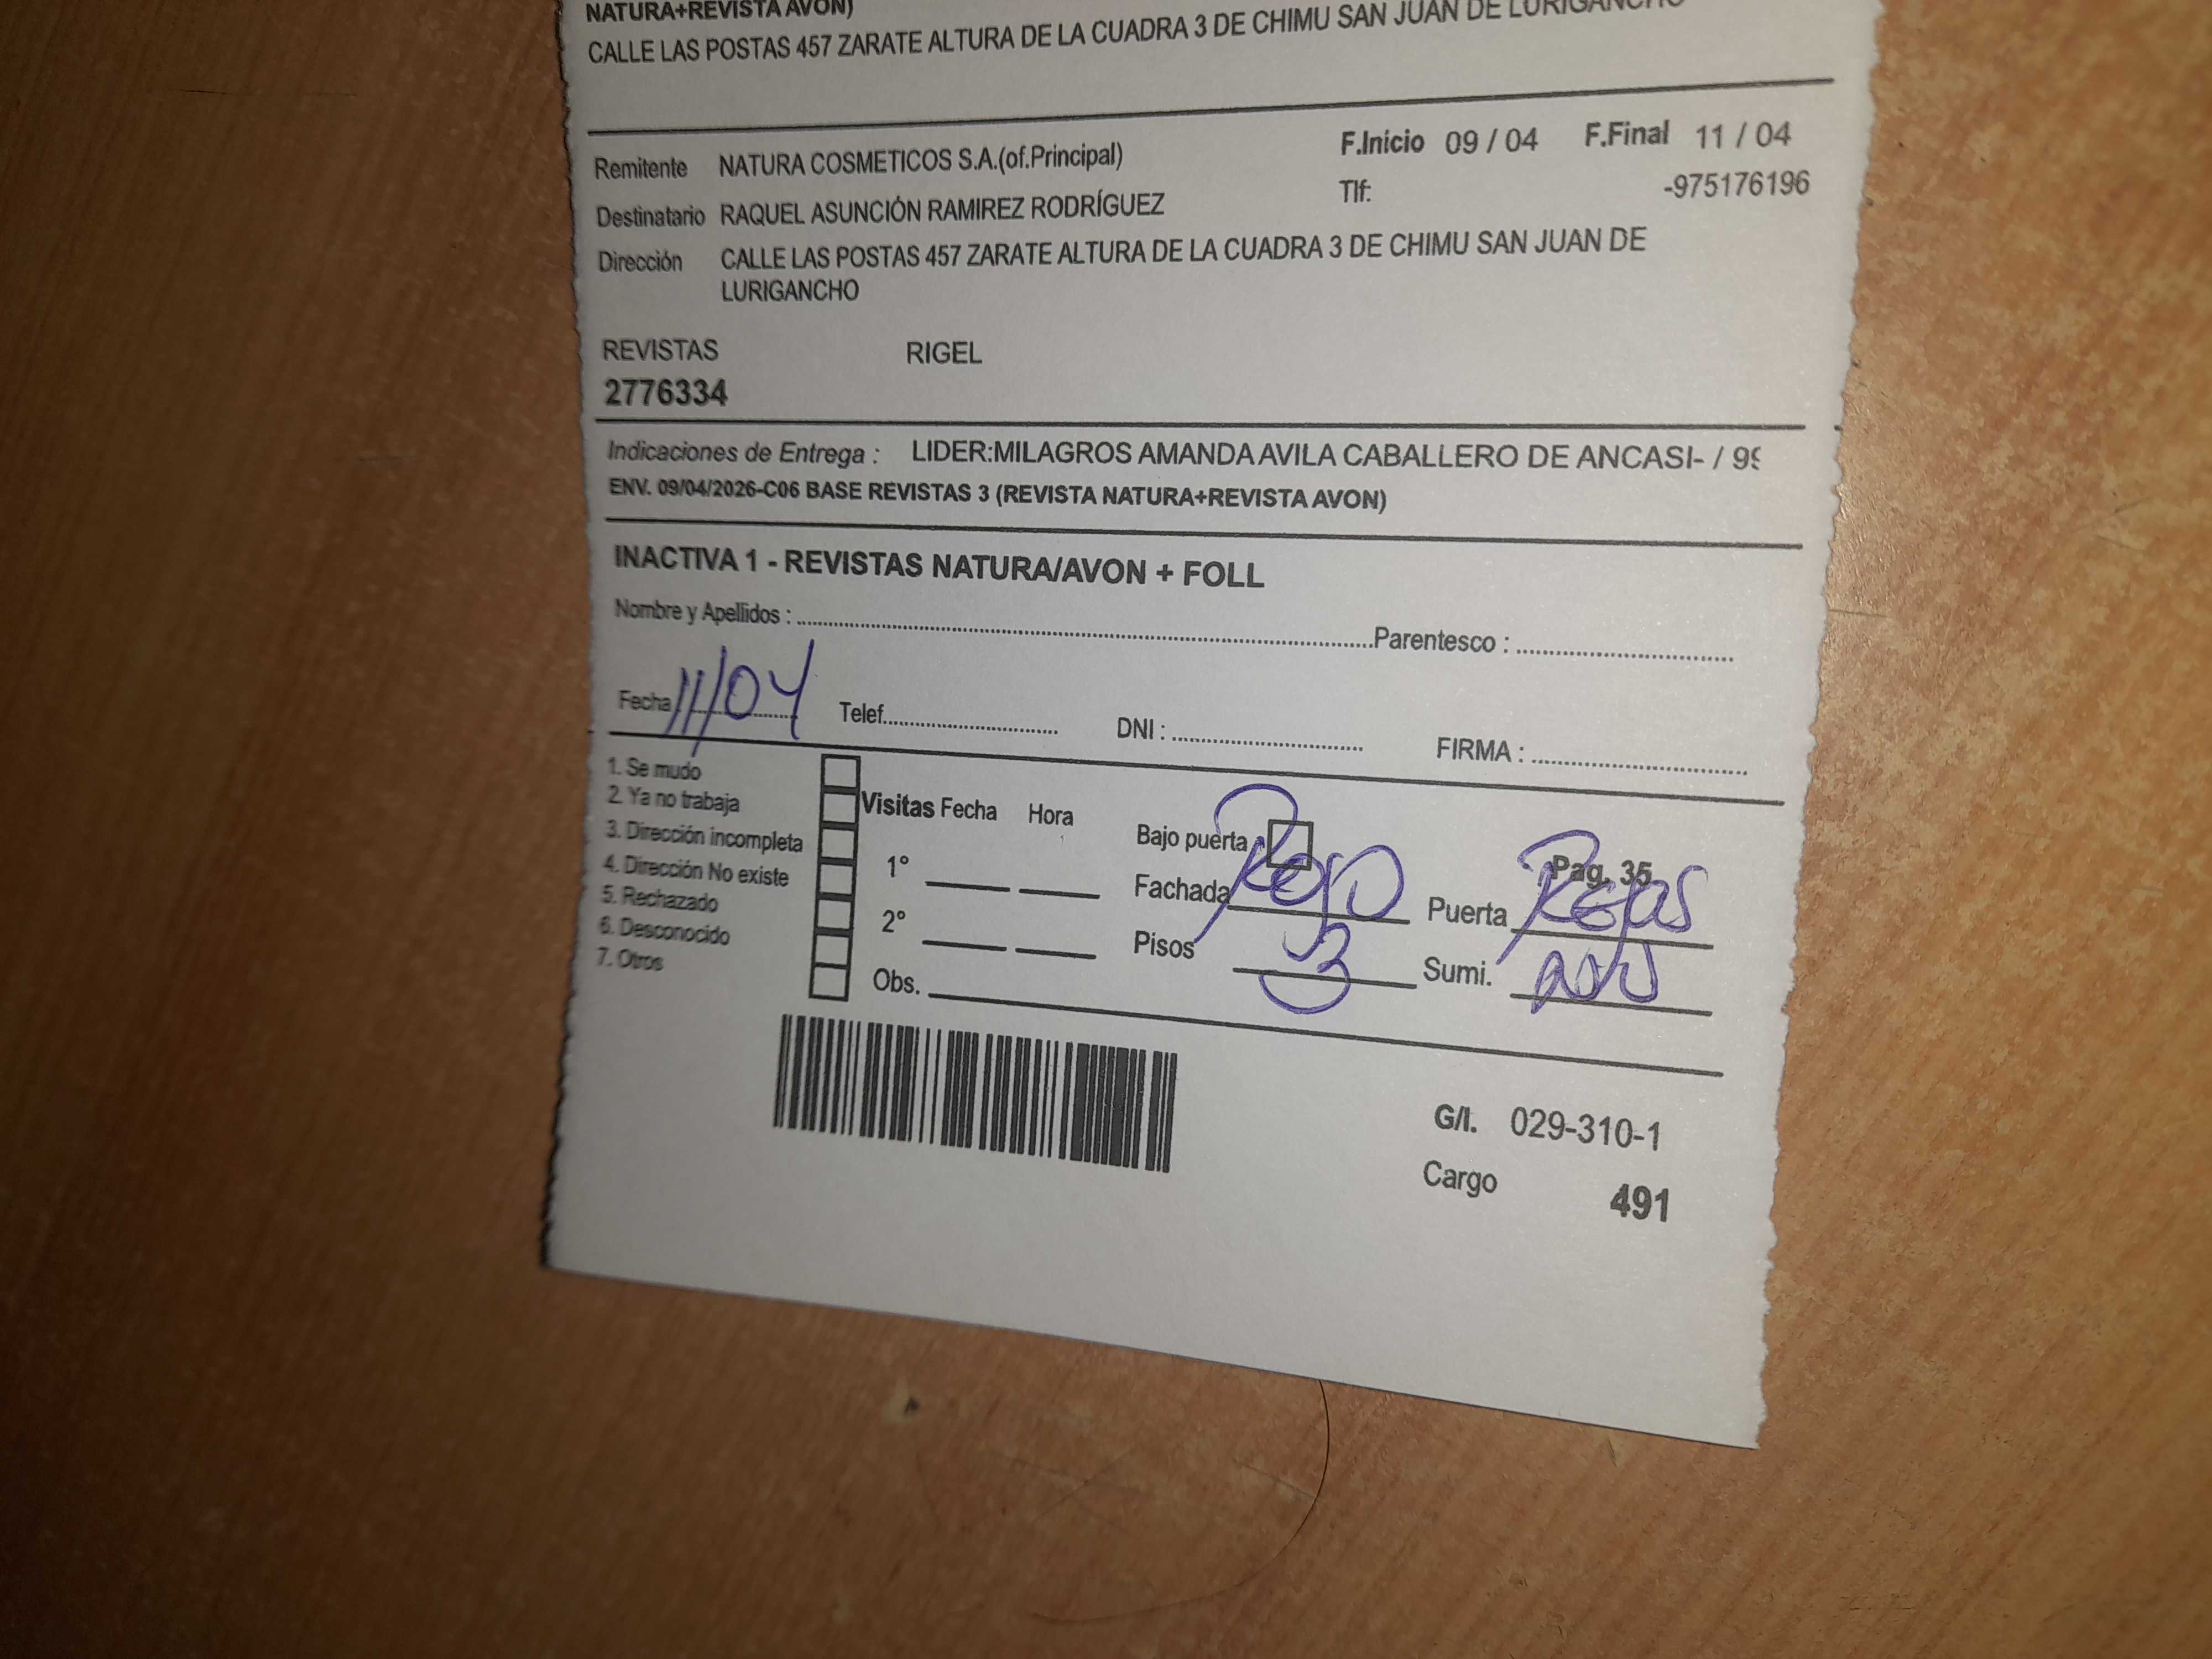 NATURA+REVISTA AVON)
CALLE LAS POSTAS 457 ZARATE ALTURA DE LA CUADRA 3 DE CHIMU SAN JUAN DE LURIGANCHO
Remitente NATURA COSMETICOS S.A.(of.Principal) F.Inicio 09 / 04 F.Final 11 / 04
Destinatario RAQUEL ASUNCIÓN RAMIREZ RODRÍGUEZ Tlf: -975176196
Dirección CALLE LAS POSTAS 457 ZARATE ALTURA DE LA CUADRA 3 DE CHIMU SAN JUAN DE
LURIGANCHO
REVISTAS RIGEL
2776334
Indicaciones de Entrega : LIDER:MILAGROS AMANDA AVILA CABALLERO DE ANCASI- / 99
ENV. 09/04/2026-C06 BASE REVISTAS 3 (REVISTA NATURA+REVISTA AVON)
INACTIVA 1 - REVISTAS NATURA/AVON + FOLL
Nombre y Apellidos : Parentesco :
Fecha 11/04 Telef. DNI : FIRMA :
1. Se mudo
2. Ya no trabaja
3. Dirección incompleta
4. Dirección No existe
5. Rechazado
6. Desconocido
7. Otros
Visitas Fecha Hora
1°
2°
Obs.
Bajo puerta
Pag. 35
Fachada Rojo Puerta Rejas
Pisos 3 Sumi.
G/I. 029-310-1
Cargo 491